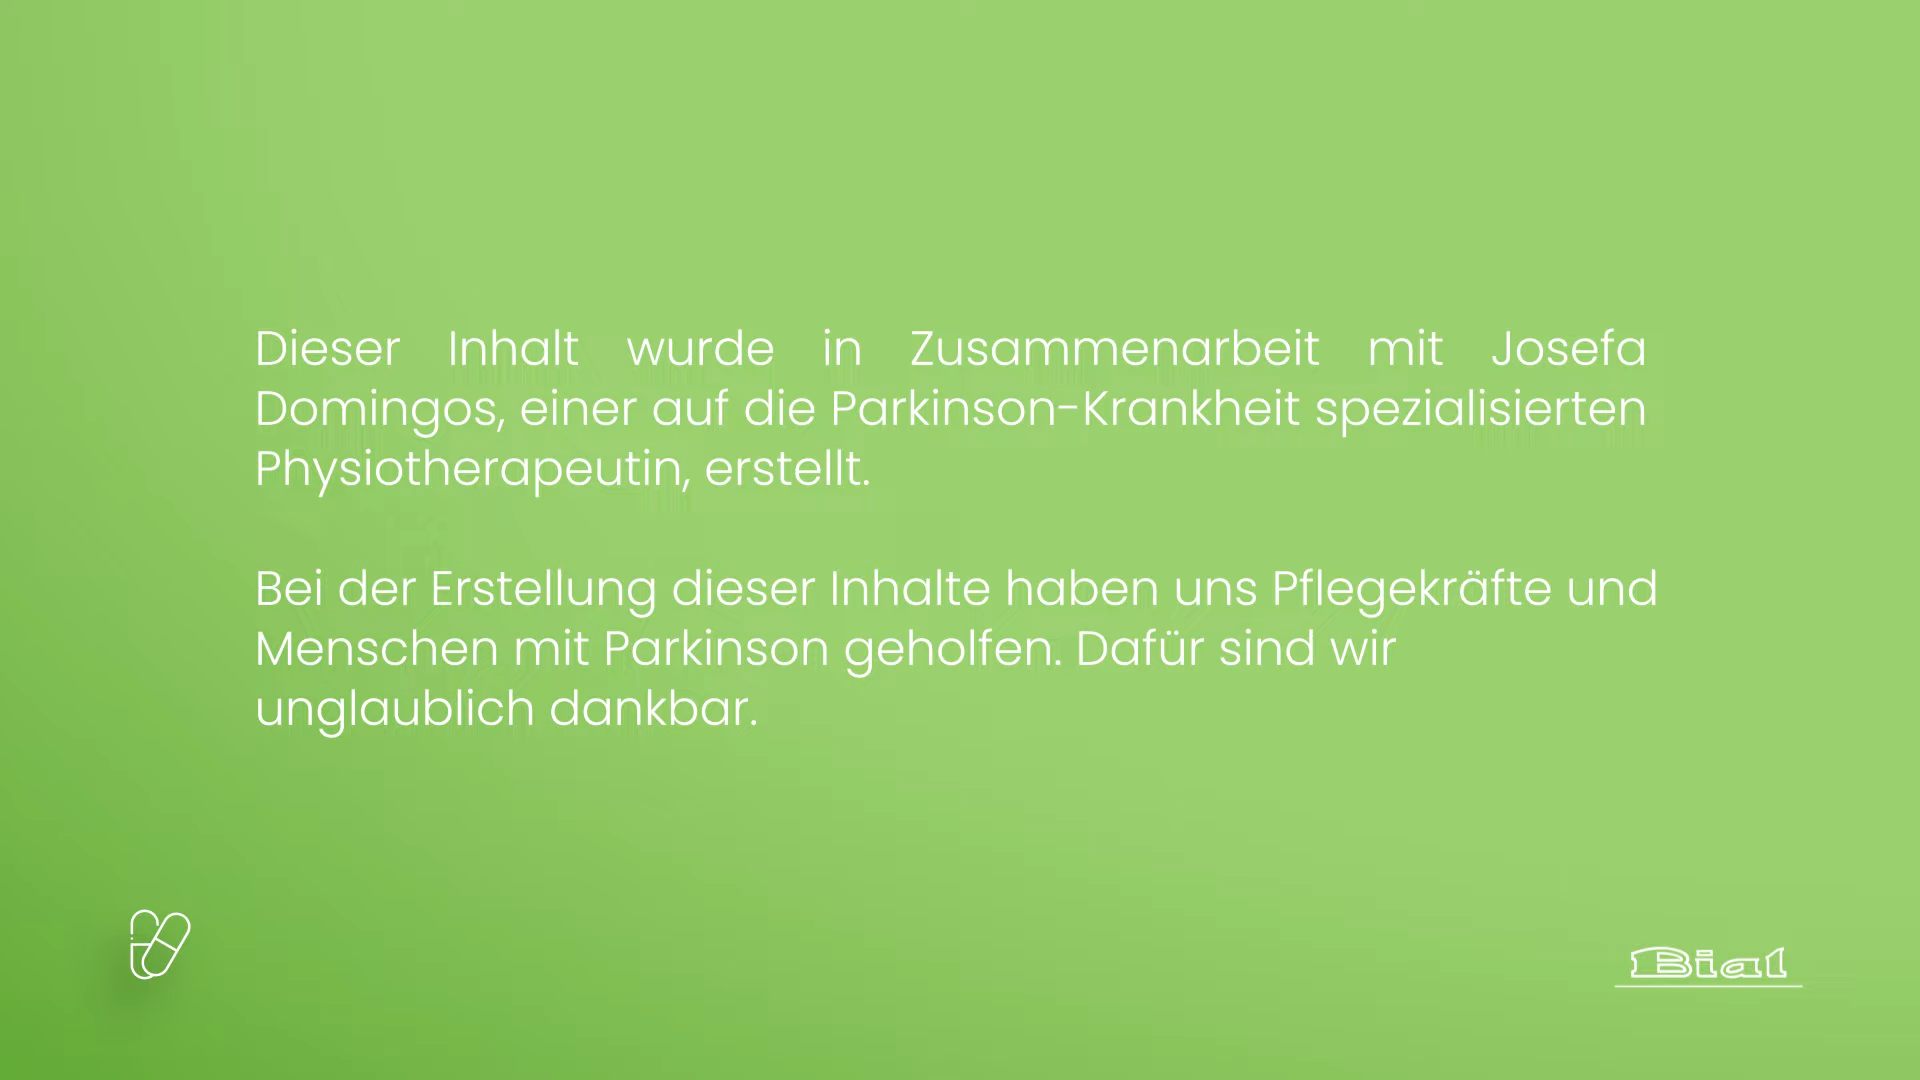 Dieser Inhalt wurde in Zusammenarbeit mit Josefa
Domingos, einer auf die Parkinson-Krankheit spezialisierten
Physiotherapeutin, erstellt.
Bei der Erstellung dieser Inhalte haben uns Pflegekräfte und
Menschen mit Parkinson geholfen. Dafür sind wir
unglaublich dankbar.
Bial